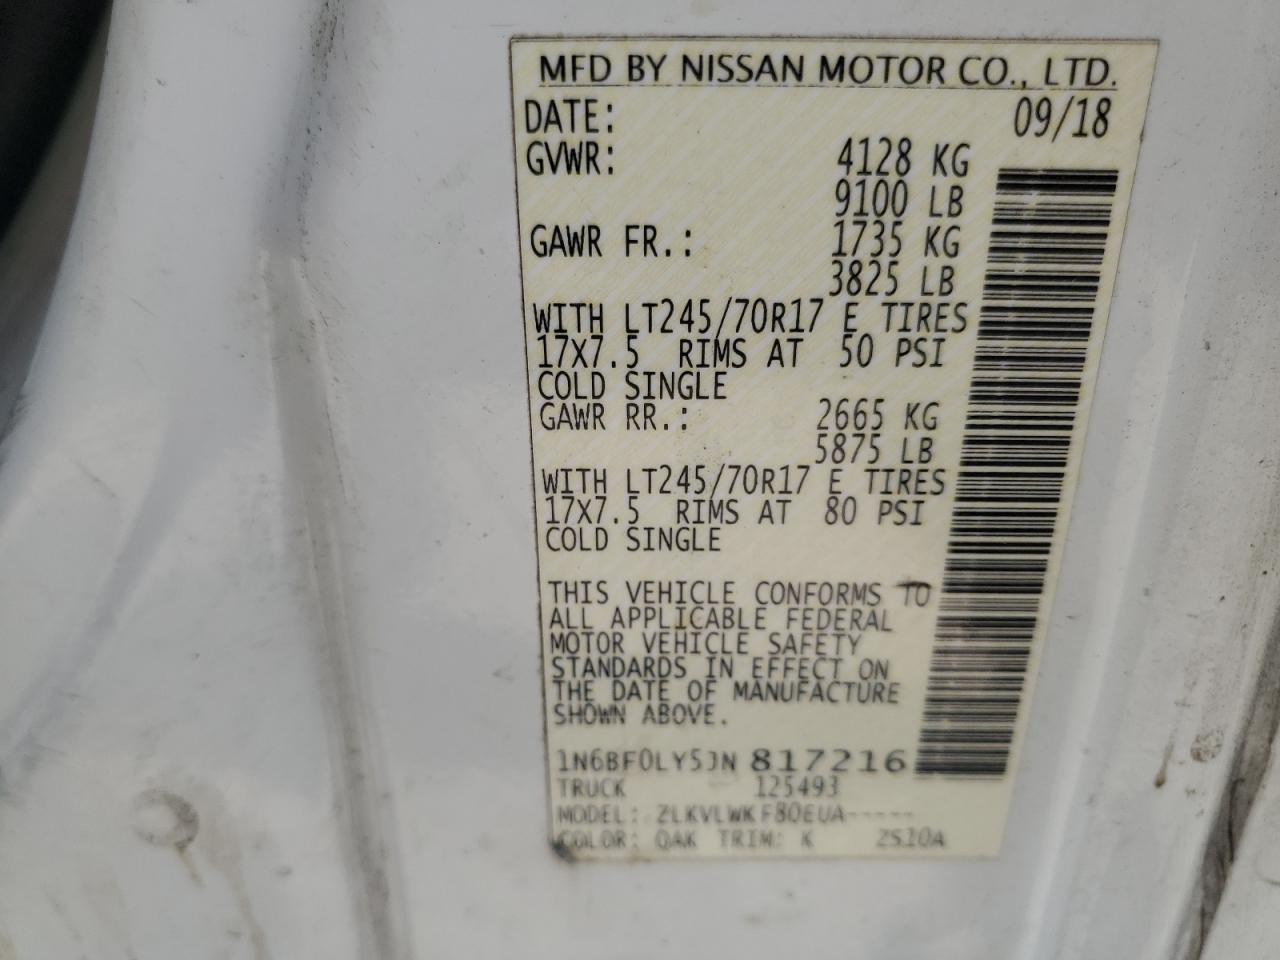 MFD BY NISSAN MOTOR CO., LTD.
DATE: 09/18
GVWR: 4128 KG
9100 LB
GAWR FR.: 1735 KG
3825 LB
WITH LT245/70R17 E TIRES
17X7.5 RIMS AT 50 PSI
COLD SINGLE
GAWR RR.: 2665 KG
5875 LB
WITH LT245/70R17 E TIRES
17X7.5 RIMS AT 80 PSI
COLD SINGLE
THIS VEHICLE CONFORMS TO
ALL APPLICABLE FEDERAL
MOTOR VEHICLE SAFETY
STANDARDS IN EFFECT ON
THE DATE OF MANUFACTURE
SHOWN ABOVE.
1N6BF0LY5JN 817216
TRUCK 125493
MODEL: ZLKVLWKF80EUA-----
COLOR: QAK TRIM: K 2S10A